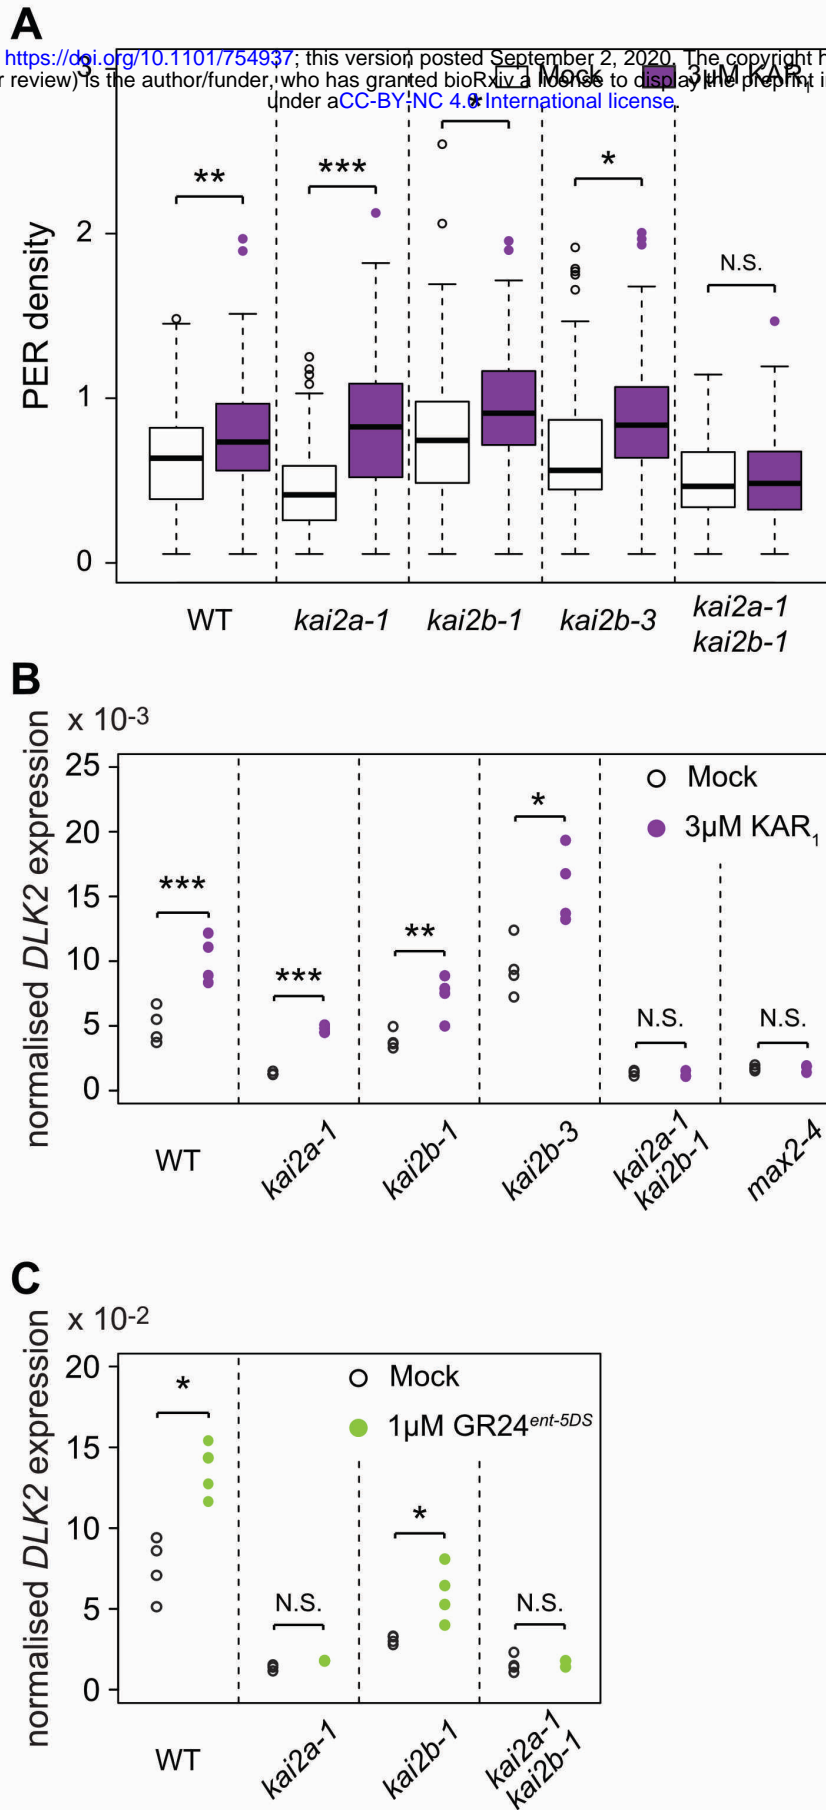 A
https://doi.org/10.1101/754937; this version posted September 2, 2020. The copyright h
r review) is the author/funder, who has granted bioRxiv a license to display the preprint i
under aCC-BY-NC 4.0 International license.
3
Mock 3µM KAR1
** *** * *
N.S.
2
1
0
PER density
WT kai2a-1 kai2b-1 kai2b-3 kai2a-1 kai2b-1
B
x 10-3
normalised DLK2 expression
25
20
15
10
5
0
Mock
3µM KAR1
*** *** ** * N.S. N.S.
WT kai2a-1 kai2b-1 kai2b-3 kai2a-1 kai2b-1 max2-4
C
x 10-2
normalised DLK2 expression
20
15
10
5
0
Mock
1µM GR24ent-5DS
* N.S. * N.S.
WT kai2a-1 kai2b-1 kai2a-1 kai2b-1